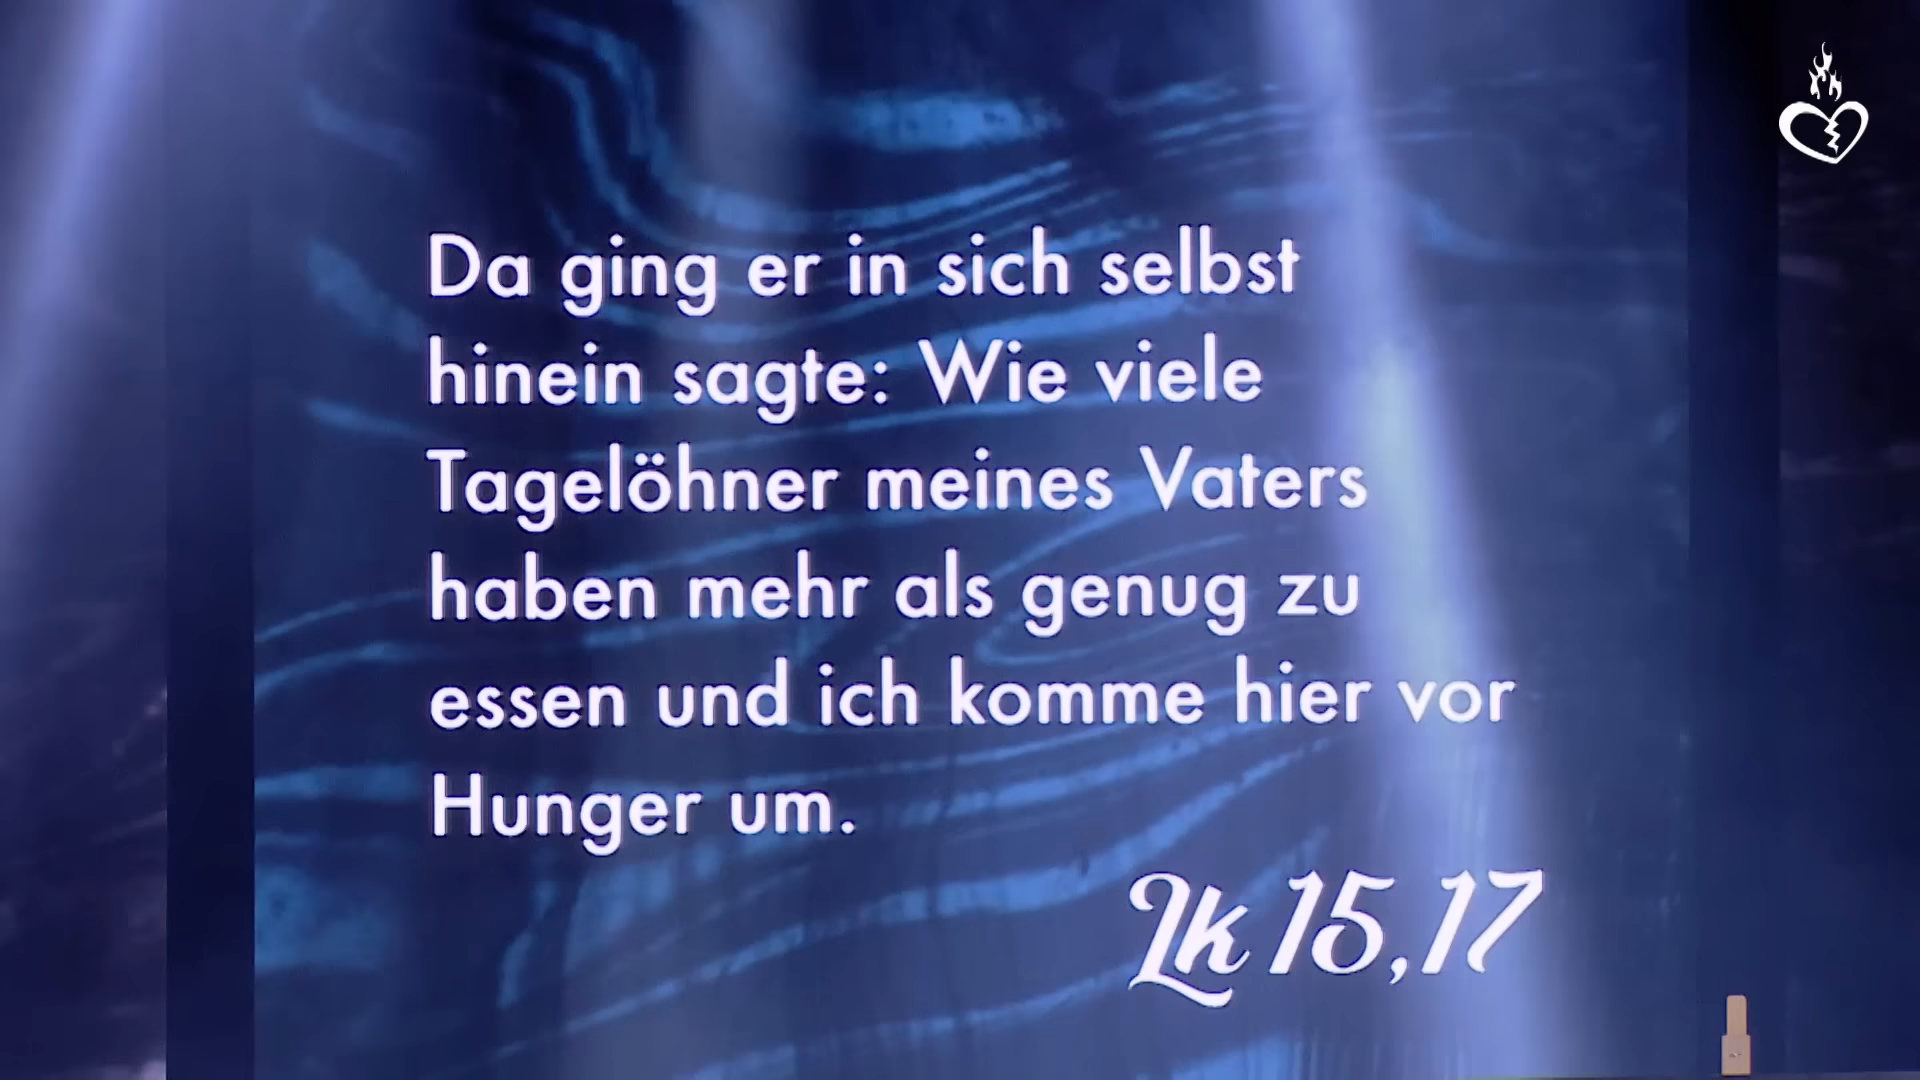 Da ging er in sich selbst
hinein sagte: Wie viele
Tagelöhner meines Vaters
haben mehr als genug zu
essen und ich komme hier vor
Hunger um.
Lk 15,17